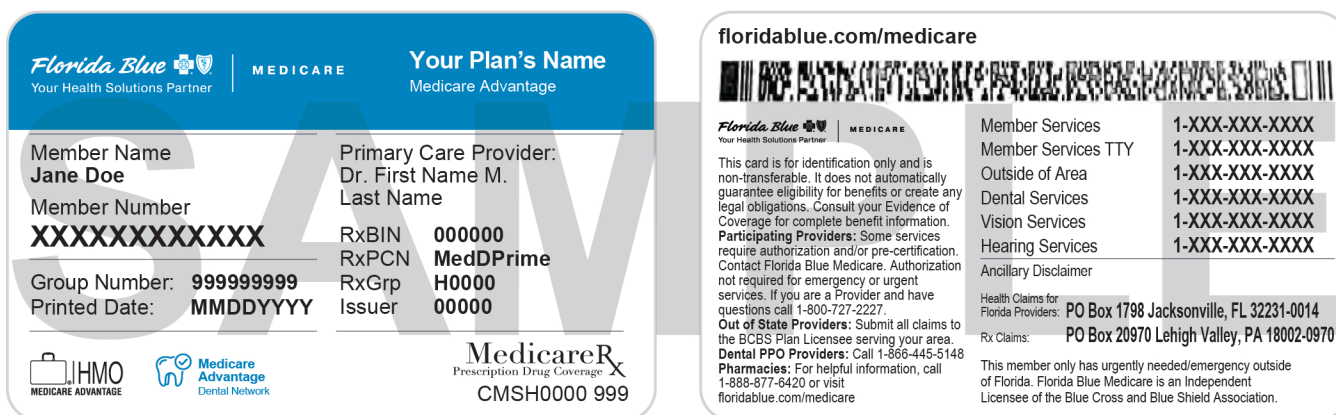 SAMPLE
Florida Blue
Your Health Solutions Partner
MEDICARE
Your Plan's Name
Medicare Advantage
Member Name
Jane Doe
Member Number
XXXXXXXXXXXX
Group Number: 999999999
Printed Date: MMDDYYYY
Primary Care Provider:
Dr. First Name M.
Last Name
RxBIN 000000
RxPCN MedDPrime
RxGrp H0000
Issuer 00000
HMO
MEDICARE ADVANTAGE
Medicare
Advantage
Dental Network
MedicareRx
Prescription Drug Coverage X
CMSH0000 999
floridablue.com/medicare
Florida Blue
Your Health Solutions Partner
MEDICARE
This card is for identification only and is
non-transferable. It does not automatically
guarantee eligibility for benefits or create any
legal obligations. Consult your Evidence of
Coverage for complete benefit information.
Participating Providers: Some services
require authorization and/or pre-certification.
Contact Florida Blue Medicare. Authorization
not required for emergency or urgent
services. If you are a Provider and have
questions call 1-800-727-2227.
Out of State Providers: Submit all claims to
the BCBS Plan Licensee serving your area.
Dental PPO Providers: Call 1-866-445-5148
Pharmacies: For helpful information, call
1-888-877-6420 or visit
floridablue.com/medicare
Member Services 1-XXX-XXX-XXXX
Member Services TTY 1-XXX-XXX-XXXX
Outside of Area 1-XXX-XXX-XXXX
Dental Services 1-XXX-XXX-XXXX
Vision Services 1-XXX-XXX-XXXX
Hearing Services 1-XXX-XXX-XXXX
Ancillary Disclaimer
Health Claims for
Florida Providers: PO Box 1798 Jacksonville, FL 32231-0014
Rx Claims: PO Box 20970 Lehigh Valley, PA 18002-0970
This member only has urgently needed/emergency outside
of Florida. Florida Blue Medicare is an Independent
Licensee of the Blue Cross and Blue Shield Association.